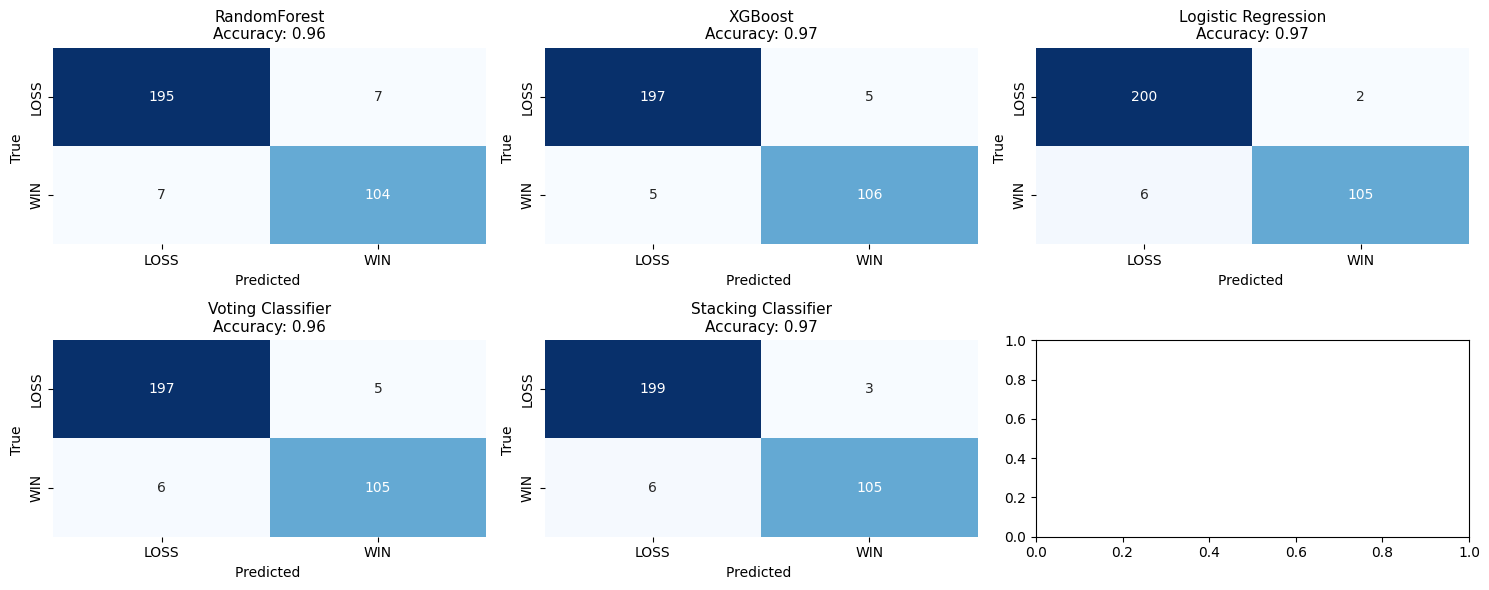 RandomForest
Accuracy: 0.96
True
LOSS
195
7
WIN
7
104
LOSS
WIN
Predicted
XGBoost
Accuracy: 0.97
True
LOSS
197
5
WIN
5
106
LOSS
WIN
Predicted
Logistic Regression
Accuracy: 0.97
True
LOSS
200
2
WIN
6
105
LOSS
WIN
Predicted
Voting Classifier
Accuracy: 0.96
True
LOSS
197
5
WIN
6
105
LOSS
WIN
Predicted
Stacking Classifier
Accuracy: 0.97
True
LOSS
199
3
WIN
6
105
LOSS
WIN
Predicted
1.0
0.8
0.6
0.4
0.2
0.0
0.0
0.2
0.4
0.6
0.8
1.0